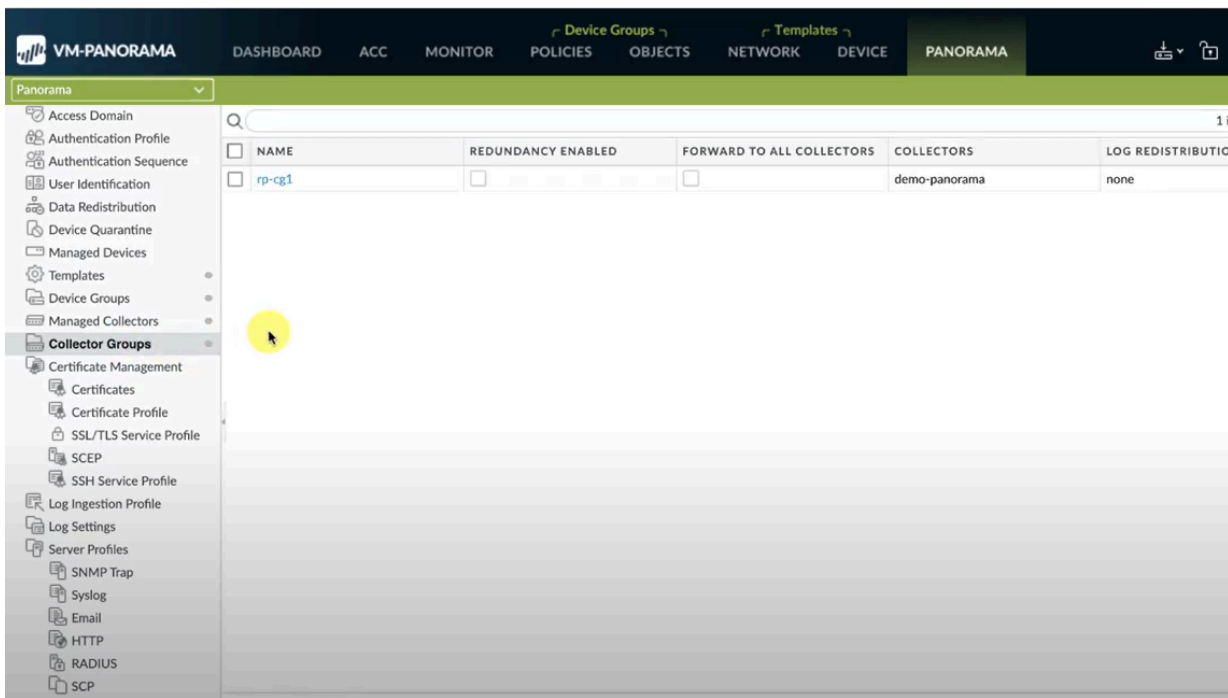 Device Groups Templates
VM-PANORAMA DASHBOARD ACC MONITOR POLICIES OBJECTS NETWORK DEVICE PANORAMA
Panorama
Access Domain
Authentication Profile
Authentication Sequence
User Identification
Data Redistribution
Device Quarantine
Managed Devices
Templates
Device Groups
Managed Collectors
Collector Groups
Certificate Management
Certificates
Certificate Profile
SSL/TLS Service Profile
SCEP
SSH Service Profile
Log Ingestion Profile
Log Settings
Server Profiles
SNMP Trap
Syslog
Email
HTTP
RADIUS
SCP
1 i
NAME REDUNDANCY ENABLED FORWARD TO ALL COLLECTORS COLLECTORS LOG REDISTRIBUTIO
rp-cg1 demo-panorama none